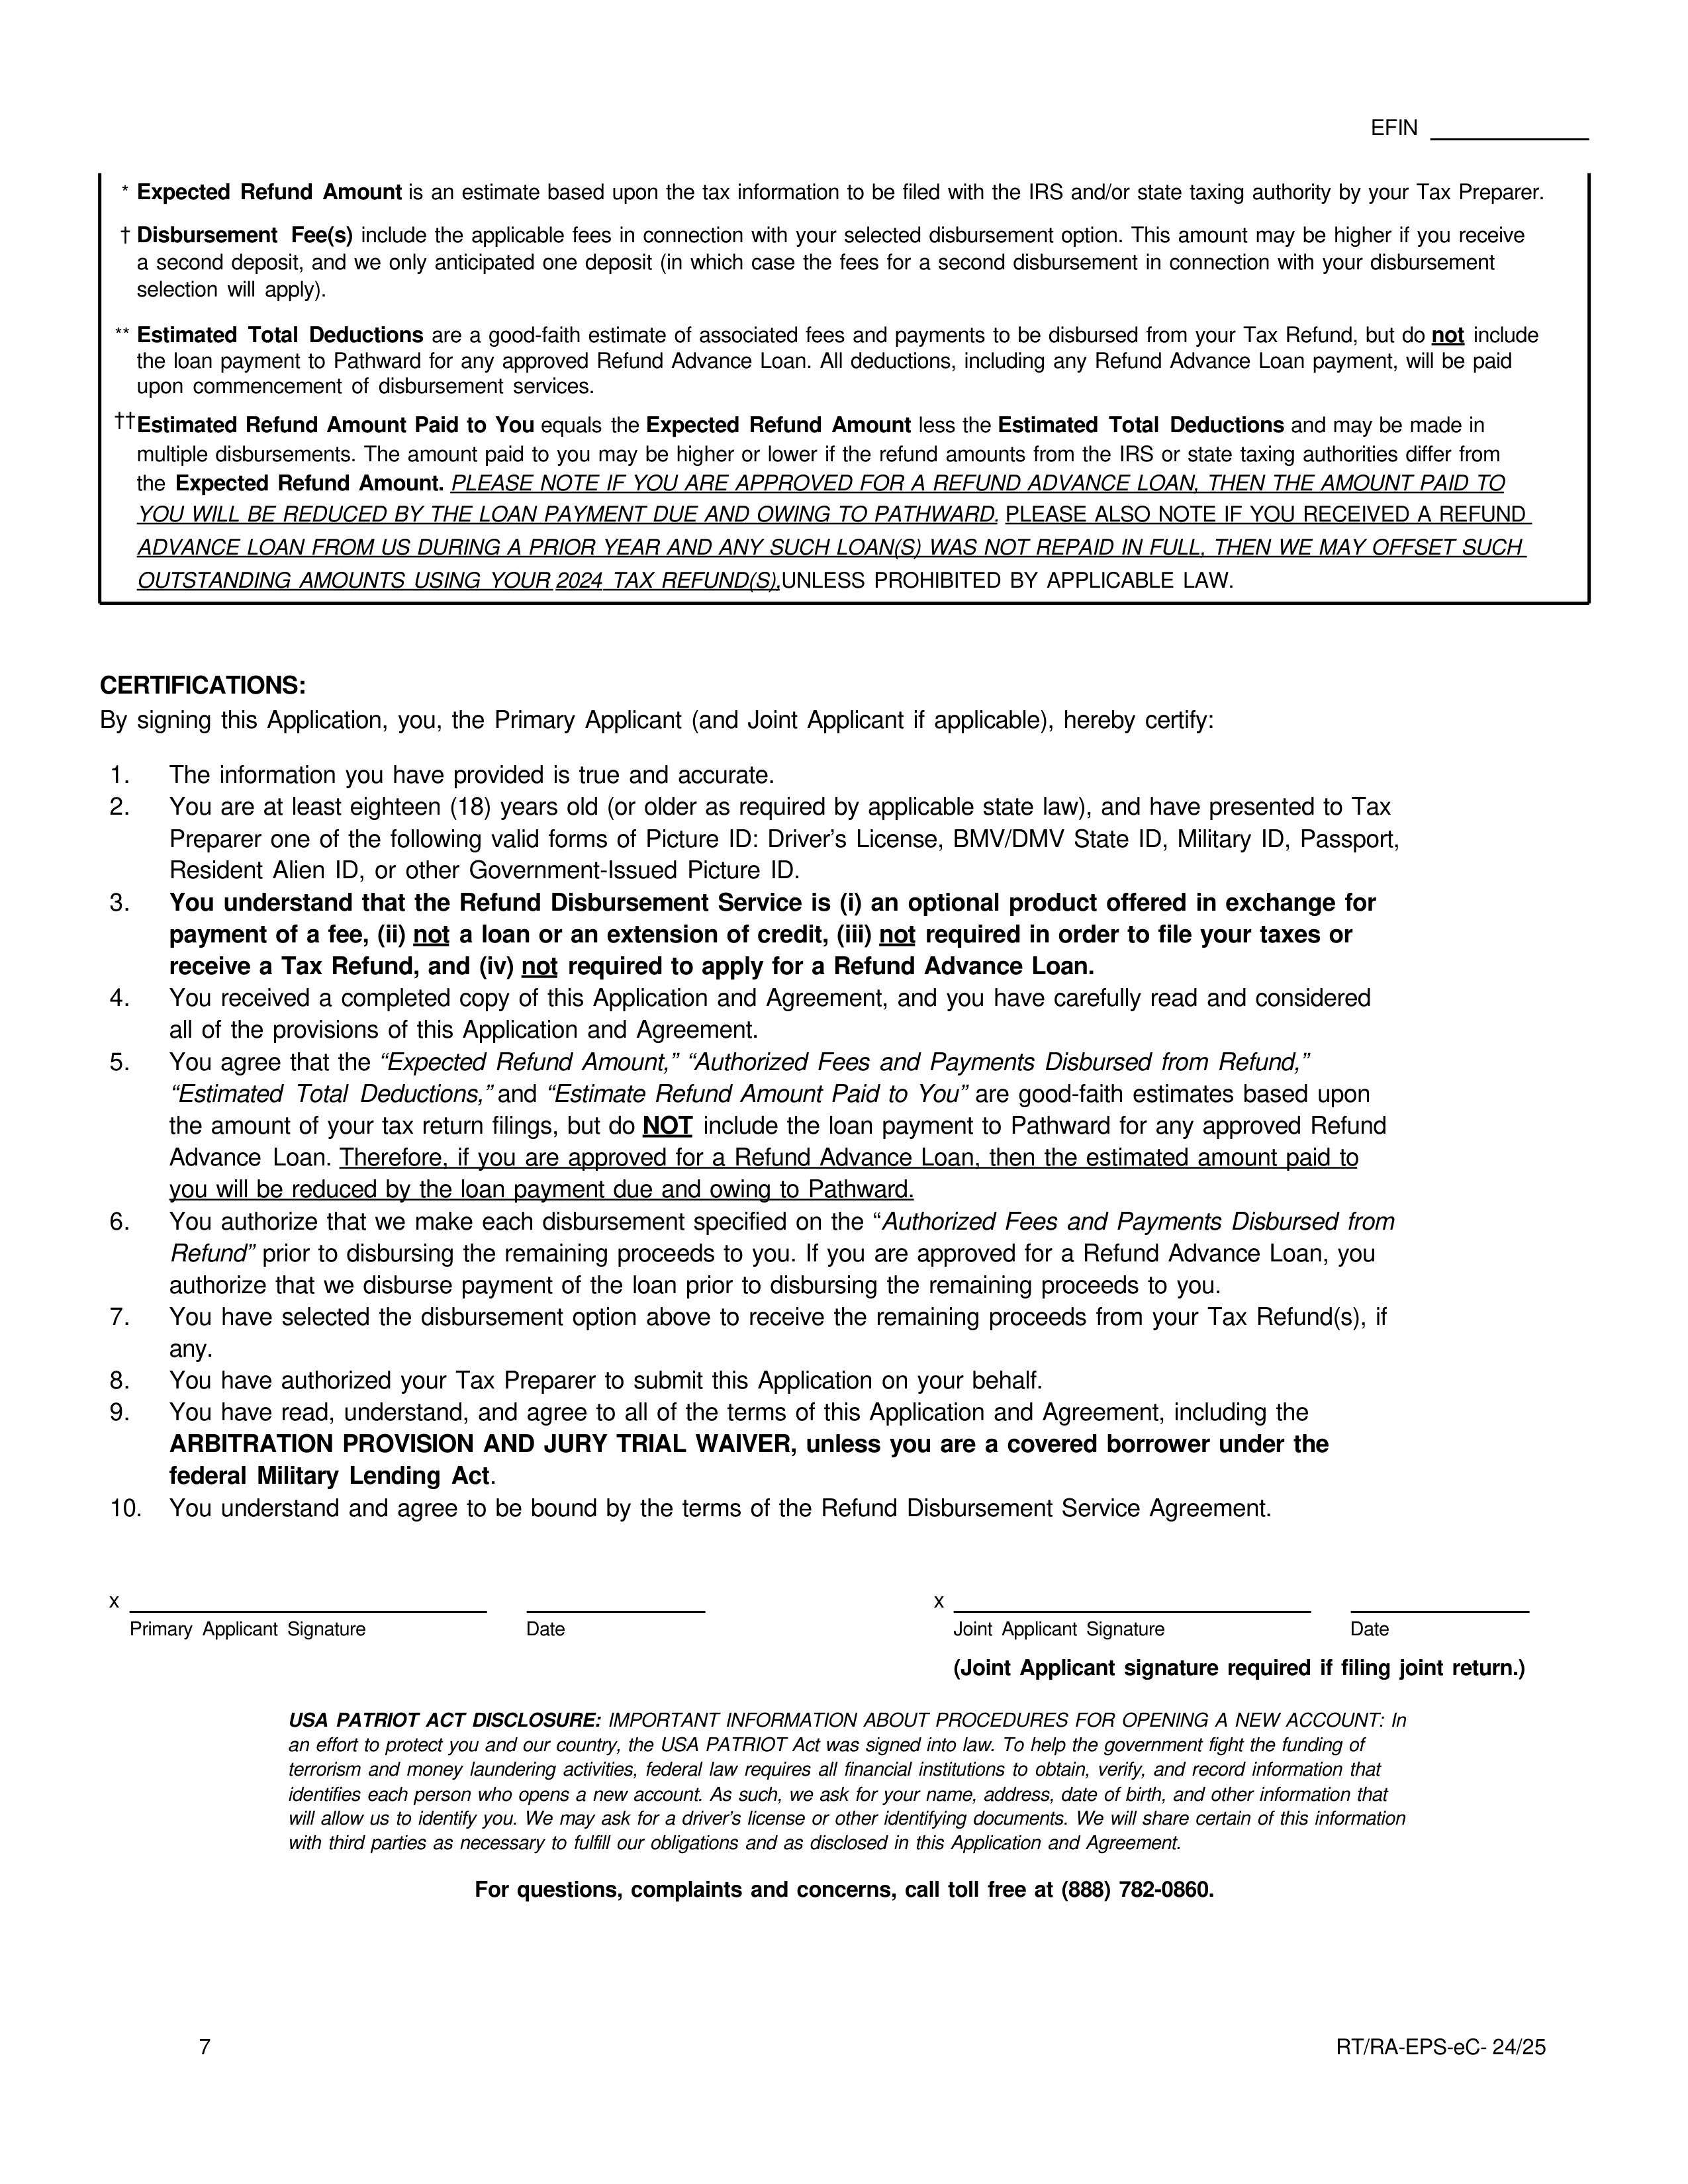 EFIN
* Expected Refund Amount is an estimate based upon the tax information to be filed with the IRS and/or state taxing authority by your Tax Preparer.
† Disbursement Fee(s) include the applicable fees in connection with your selected disbursement option. This amount may be higher if you receive
a second deposit, and we only anticipated one deposit (in which case the fees for a second disbursement in connection with your disbursement
selection will apply).
** Estimated Total Deductions are a good-faith estimate of associated fees and payments to be disbursed from your Tax Refund, but do not include
the loan payment to Pathward for any approved Refund Advance Loan. All deductions, including any Refund Advance Loan payment, will be paid
upon commencement of disbursement services.
††Estimated Refund Amount Paid to You equals the Expected Refund Amount less the Estimated Total Deductions and may be made in
multiple disbursements. The amount paid to you may be higher or lower if the refund amounts from the IRS or state taxing authorities differ from
the Expected Refund Amount. PLEASE NOTE IF YOU ARE APPROVED FOR A REFUND ADVANCE LOAN, THEN THE AMOUNT PAID TO
YOU WILL BE REDUCED BY THE LOAN PAYMENT DUE AND OWING TO PATHWARD. PLEASE ALSO NOTE IF YOU RECEIVED A REFUND
ADVANCE LOAN FROM US DURING A PRIOR YEAR AND ANY SUCH LOAN(S) WAS NOT REPAID IN FULL, THEN WE MAY OFFSET SUCH
OUTSTANDING AMOUNTS USING YOUR 2024 TAX REFUND(S),UNLESS PROHIBITED BY APPLICABLE LAW.
CERTIFICATIONS:
By signing this Application, you, the Primary Applicant (and Joint Applicant if applicable), hereby certify:
1. The information you have provided is true and accurate.
2. You are at least eighteen (18) years old (or older as required by applicable state law), and have presented to Tax
Preparer one of the following valid forms of Picture ID: Driver’s License, BMV/DMV State ID, Military ID, Passport,
Resident Alien ID, or other Government-Issued Picture ID.
3. You understand that the Refund Disbursement Service is (i) an optional product offered in exchange for
payment of a fee, (ii) not a loan or an extension of credit, (iii) not required in order to file your taxes or
receive a Tax Refund, and (iv) not required to apply for a Refund Advance Loan.
4. You received a completed copy of this Application and Agreement, and you have carefully read and considered
all of the provisions of this Application and Agreement.
5. You agree that the “Expected Refund Amount,” “Authorized Fees and Payments Disbursed from Refund,”
“Estimated Total Deductions,” and “Estimate Refund Amount Paid to You” are good-faith estimates based upon
the amount of your tax return filings, but do NOT include the loan payment to Pathward for any approved Refund
Advance Loan. Therefore, if you are approved for a Refund Advance Loan, then the estimated amount paid to
you will be reduced by the loan payment due and owing to Pathward.
6. You authorize that we make each disbursement specified on the “Authorized Fees and Payments Disbursed from
Refund” prior to disbursing the remaining proceeds to you. If you are approved for a Refund Advance Loan, you
authorize that we disburse payment of the loan prior to disbursing the remaining proceeds to you.
7. You have selected the disbursement option above to receive the remaining proceeds from your Tax Refund(s), if
any.
8. You have authorized your Tax Preparer to submit this Application on your behalf.
9. You have read, understand, and agree to all of the terms of this Application and Agreement, including the
ARBITRATION PROVISION AND JURY TRIAL WAIVER, unless you are a covered borrower under the
federal Military Lending Act.
10. You understand and agree to be bound by the terms of the Refund Disbursement Service Agreement.
x x
Primary Applicant Signature Date Joint Applicant Signature Date
(Joint Applicant signature required if filing joint return.)
USA PATRIOT ACT DISCLOSURE: IMPORTANT INFORMATION ABOUT PROCEDURES FOR OPENING A NEW ACCOUNT: In
an effort to protect you and our country, the USA PATRIOT Act was signed into law. To help the government fight the funding of
terrorism and money laundering activities, federal law requires all financial institutions to obtain, verify, and record information that
identifies each person who opens a new account. As such, we ask for your name, address, date of birth, and other information that
will allow us to identify you. We may ask for a driver’s license or other identifying documents. We will share certain of this information
with third parties as necessary to fulfill our obligations and as disclosed in this Application and Agreement.
For questions, complaints and concerns, call toll free at (888) 782-0860.
7 RT/RA-EPS-eC- 24/25